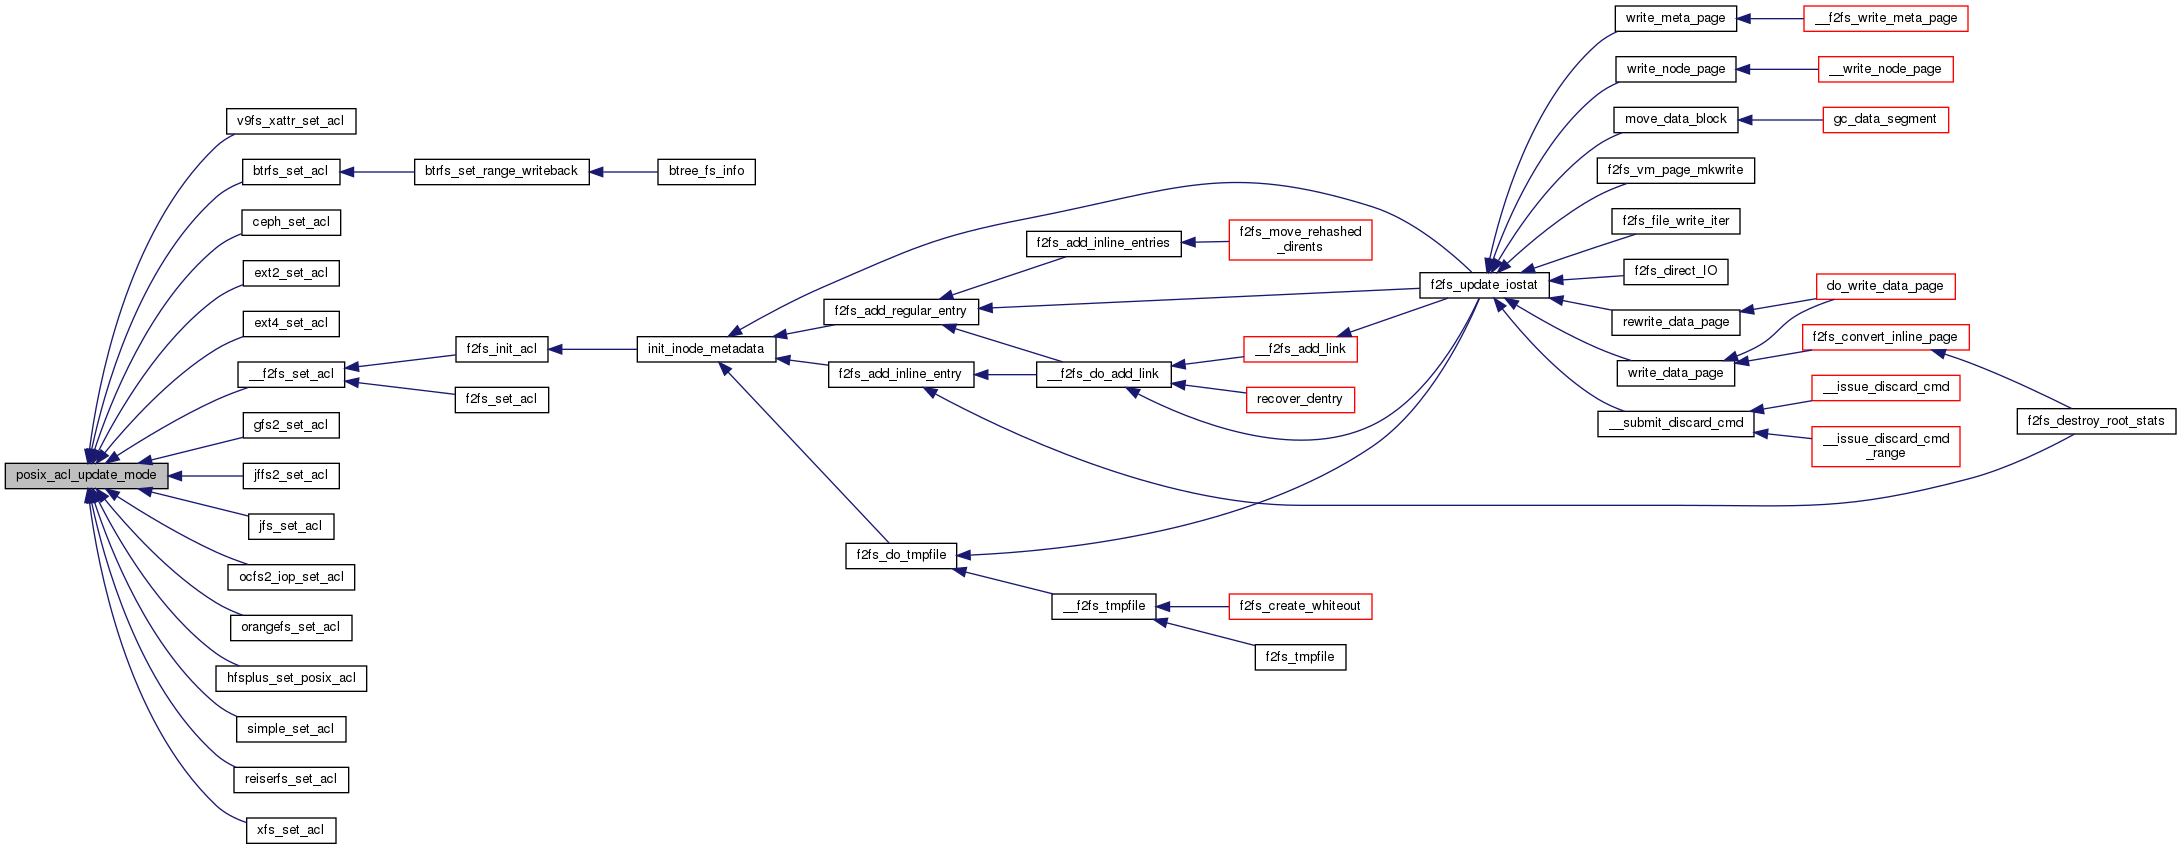 write_meta_page
__f2fs_write_meta_page
write_node_page
__write_node_page
v9fs_xattr_set_acl
move_data_block
gc_data_segment
btrfs_set_acl
btrfs_set_range_writeback
btree_fs_info
f2fs_vm_page_mkwrite
ceph_set_acl
f2fs_file_write_iter
f2fs_add_inline_entries
f2fs_move_rehashed
_dirents
ext2_set_acl
f2fs_direct_IO
f2fs_update_iostat
do_write_data_page
f2fs_add_regular_entry
ext4_set_acl
rewrite_data_page
f2fs_convert_inline_page
f2fs_init_acl
init_inode_metadata
__f2fs_add_link
__f2fs_set_acl
f2fs_add_inline_entry
__f2fs_do_add_link
write_data_page
__issue_discard_cmd
f2fs_set_acl
recover_dentry
gfs2_set_acl
__submit_discard_cmd
f2fs_destroy_root_stats
__issue_discard_cmd
_range
posix_acl_update_mode
jffs2_set_acl
jfs_set_acl
f2fs_do_tmpfile
ocfs2_iop_set_acl
__f2fs_tmpfile
f2fs_create_whiteout
orangefs_set_acl
f2fs_tmpfile
hfsplus_set_posix_acl
simple_set_acl
reiserfs_set_acl
xfs_set_acl